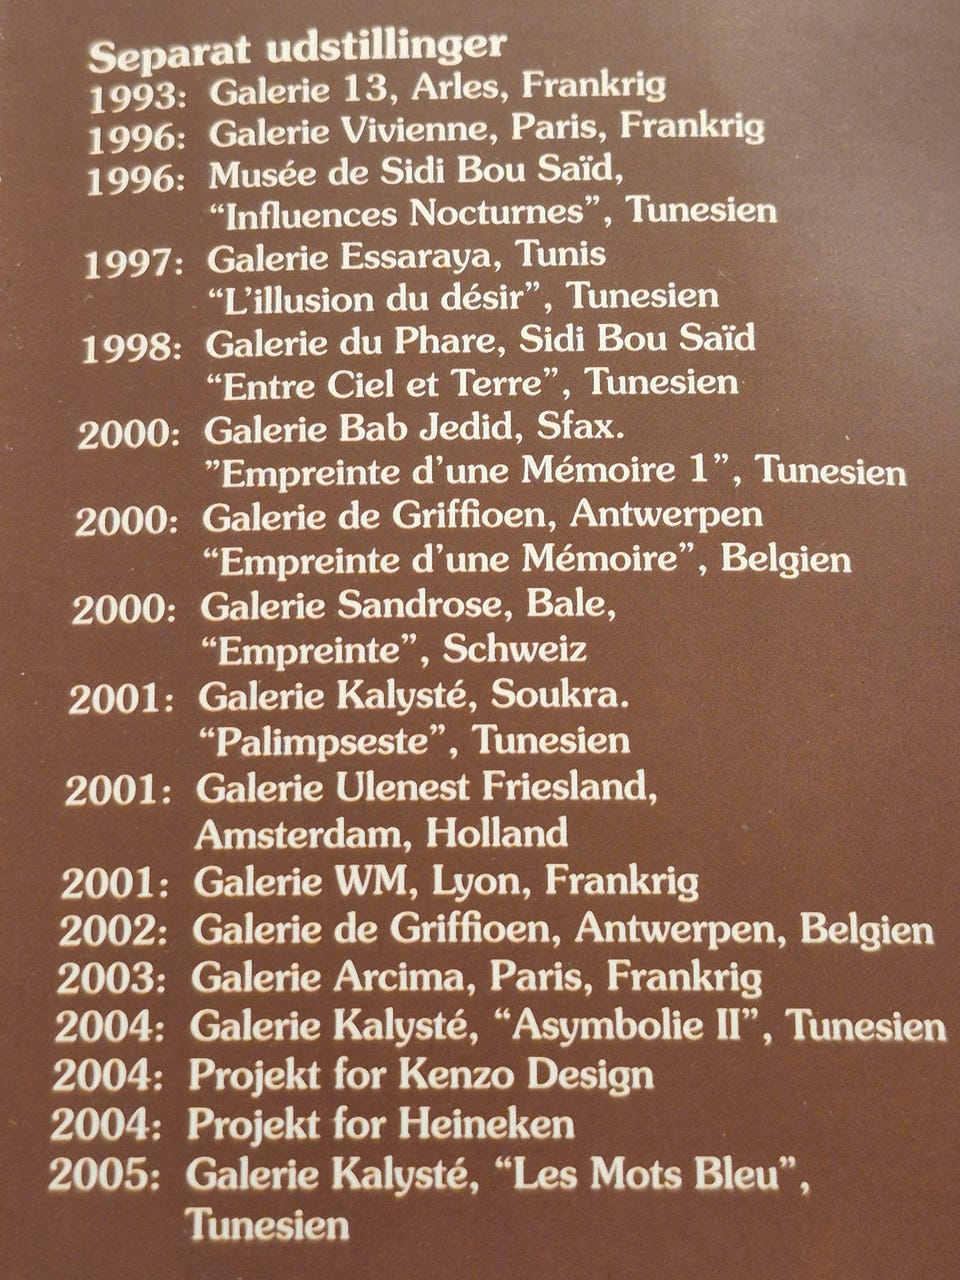 Separat udstillinger
1993: Galerie 13, Arles, Frankrig
1996: Galerie Vivienne, Paris, Frankrig
1996: Musée de Sidi Bou Saïd,
“Influences Nocturnes”, Tunesien
1997: Galerie Essaraya, Tunis
“L’illusion du désir”, Tunesien
1998: Galerie du Phare, Sidi Bou Saïd
“Entre Ciel et Terre”, Tunesien
2000: Galerie Bab Jedid, Sfax.
”Empreinte d’une Mémoire 1”, Tunesien
2000: Galerie de Griffioen, Antwerpen
“Empreinte d’une Mémoire”, Belgien
2000: Galerie Sandrose, Bale,
“Empreinte”, Schweiz
2001: Galerie Kalysté, Soukra.
“Palimpseste”, Tunesien
2001: Galerie Ulenest Friesland,
Amsterdam, Holland
2001: Galerie WM, Lyon, Frankrig
2002: Galerie de Griffioen, Antwerpen, Belgien
2003: Galerie Arcima, Paris, Frankrig
2004: Galerie Kalysté, “Asymbolie II”, Tunesien
2004: Projekt for Kenzo Design
2004: Projekt for Heineken
2005: Galerie Kalysté, “Les Mots Bleu”,
Tunesien